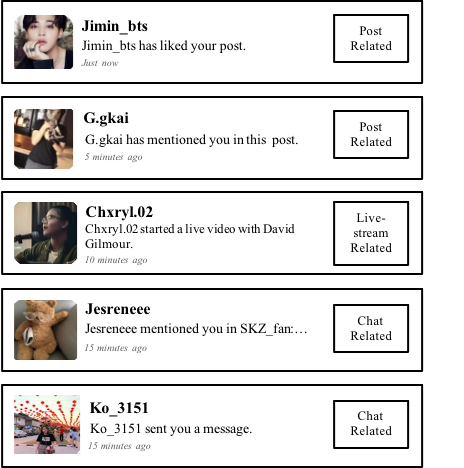 Jimin_bts
Jimin_bts has liked your post.
Just now
Post
Related
G.gkai
G.gkai has mentioned you in this post.
5 minutes ago
Post
Related
Chxryl.02
Chxryl.02 started a live video with David
Gilmour.
10 minutes ago
Live-
stream
Related
Jesreneee
Jesreneee mentioned you in SKZ_fan:…
15 minutes ago
Chat
Related
Ko_3151
Ko_3151 sent you a message.
15 minutes ago
Chat
Related